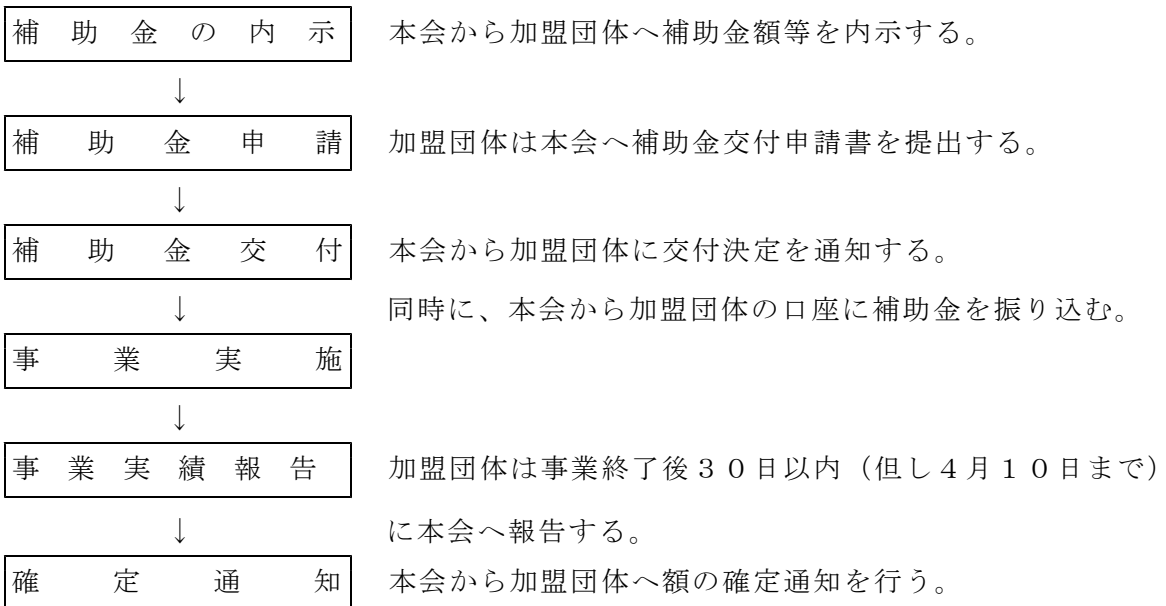 補助金の内示 本会から加盟団体へ補助金額等を内示する。
↓
補助金申請 加盟団体は本会へ補助金交付申請書を提出する。
↓
補助金交付 本会から加盟団体に交付決定を通知する。
↓ 同時に、本会から加盟団体の口座に補助金を振り込む。
事業実施
↓
事業実績報告 加盟団体は事業終了後30日以内(但し4月10日まで)
↓ に本会へ報告する。
確定通知 本会から加盟団体へ額の確定通知を行う。